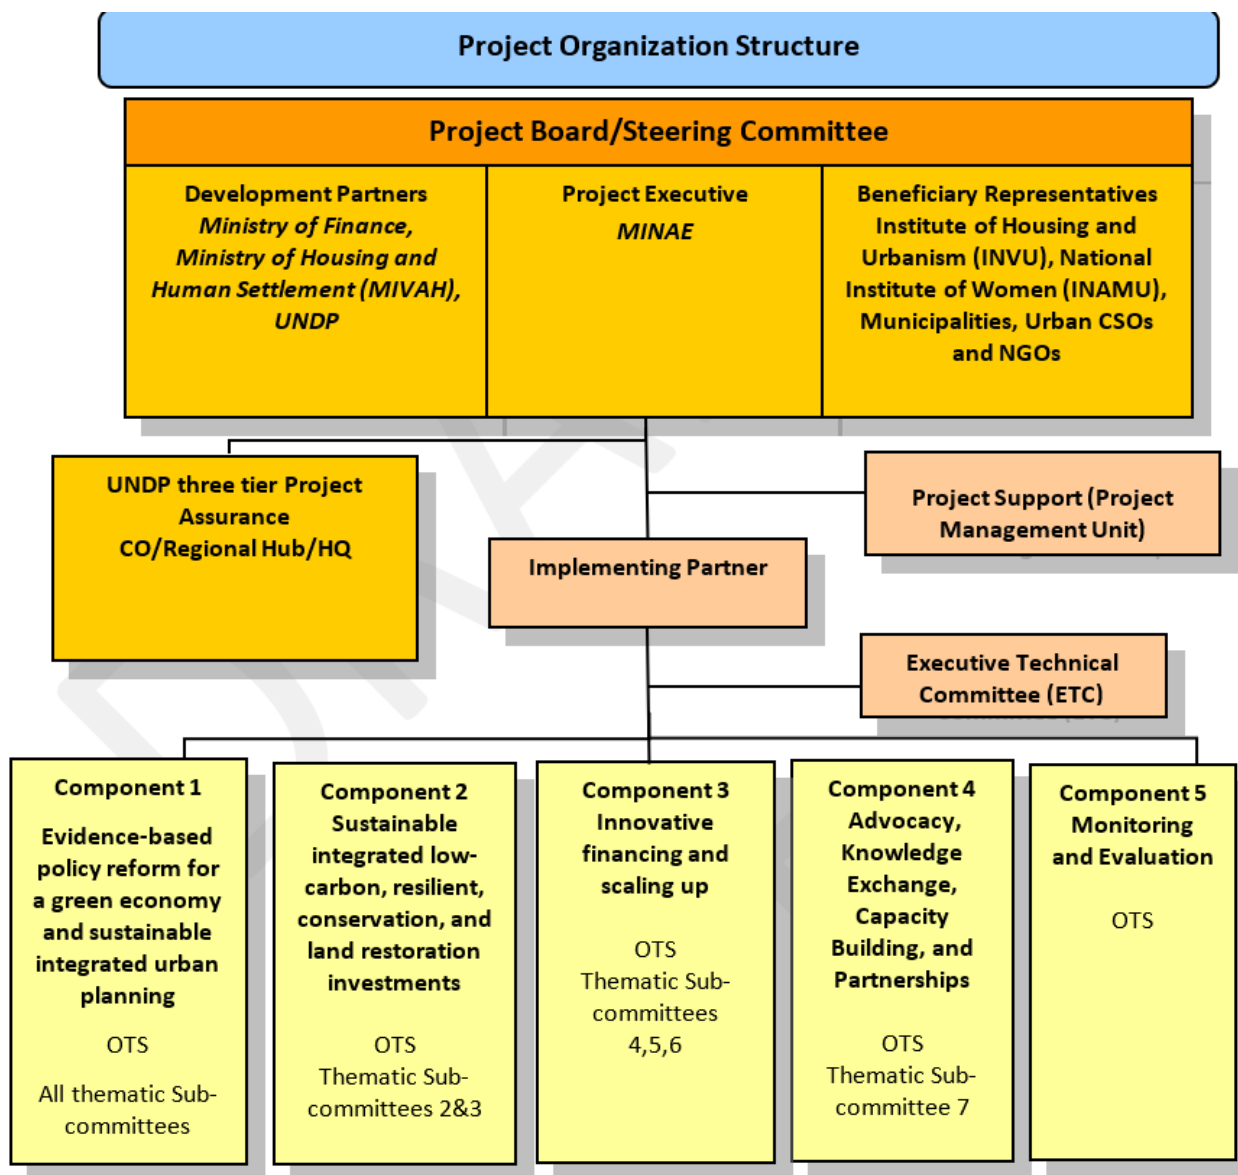 Project Organization Structure
Project Board/Steering Committee
Development Partners
Ministry of Finance,
Ministry of Housing and
Human Settlement (MIVAH),
UNDP
Project Executive
MINAE
Beneficiary Representatives
Institute of Housing and
Urbanism (INVU), National
Institute of Women (INAMU),
Municipalities, Urban CSOs
and NGOs
UNDP three tier Project
Assurance
CO/Regional Hub/HQ
Project Support (Project
Management Unit)
Implementing Partner
Executive Technical
Committee (ETC)
Component 1
Evidence-based
policy reform for
a green economy
and sustainable
integrated urban
planning
OTS
All thematic Sub-
committees
Component 2
Sustainable
integrated low-
carbon, resilient,
conservation, and
land restoration
investments
OTS
Thematic Sub-
committees 2&3
Component 3
Innovative
financing and
scaling up
OTS
Thematic Sub-
committees
4,5,6
Component 4
Advocacy,
Knowledge
Exchange,
Capacity
Building, and
Partnerships
OTS
Thematic Sub-
committee 7
Component 5
Monitoring
and Evaluation
OTS